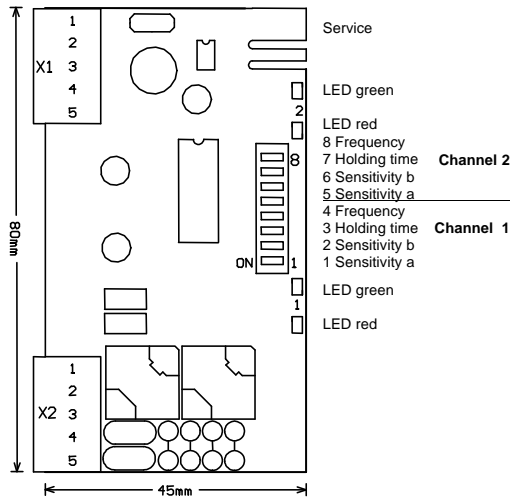 1
2
X1
3
4
5
Service
LED green
2
LED red
8 Frequency
8
7 Holding time
Channel 2
6 Sensitivity b
5 Sensitivity a
4 Frequency
3 Holding time
Channel 1
2 Sensitivity b
ON
1
1 Sensitivity a
LED green
1
LED red
80mm
1
2
X2
3
4
5
45mm